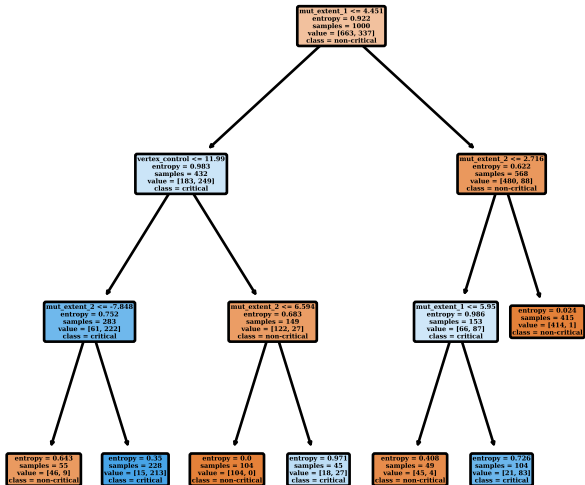 mut_extent_1 <= 4.451
entropy = 0.922
samples = 1000
value = [663, 337]
class = non-critical
vertex_control <= 11.99
entropy = 0.983
samples = 432
value = [183, 249]
class = critical
mut_extent_2 <= 2.716
entropy = 0.622
samples = 568
value = [480, 88]
class = non-critical
mut_extent_2 <= -7.848
entropy = 0.752
samples = 283
value = [61, 222]
class = critical
mut_extent_2 <= 6.594
entropy = 0.683
samples = 149
value = [122, 27]
class = non-critical
mut_extent_1 <= 5.95
entropy = 0.986
samples = 153
value = [66, 87]
class = critical
entropy = 0.024
samples = 415
value = [414, 1]
class = non-critical
entropy = 0.643
samples = 55
value = [46, 9]
class = non-critical
entropy = 0.35
samples = 228
value = [15, 213]
class = critical
entropy = 0.0
samples = 104
value = [104, 0]
class = non-critical
entropy = 0.971
samples = 45
value = [18, 27]
class = critical
entropy = 0.408
samples = 49
value = [45, 4]
class = non-critical
entropy = 0.726
samples = 104
value = [21, 83]
class = critical